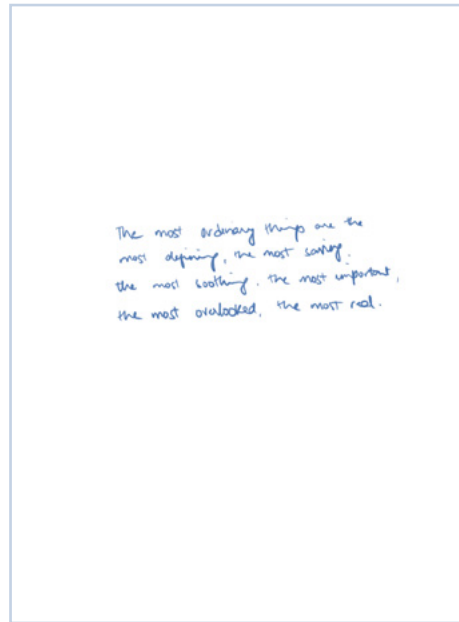 The most ordinary things are the
most defining, the most saving,
the most soothing, the most important,
the most overlooked, the most real.